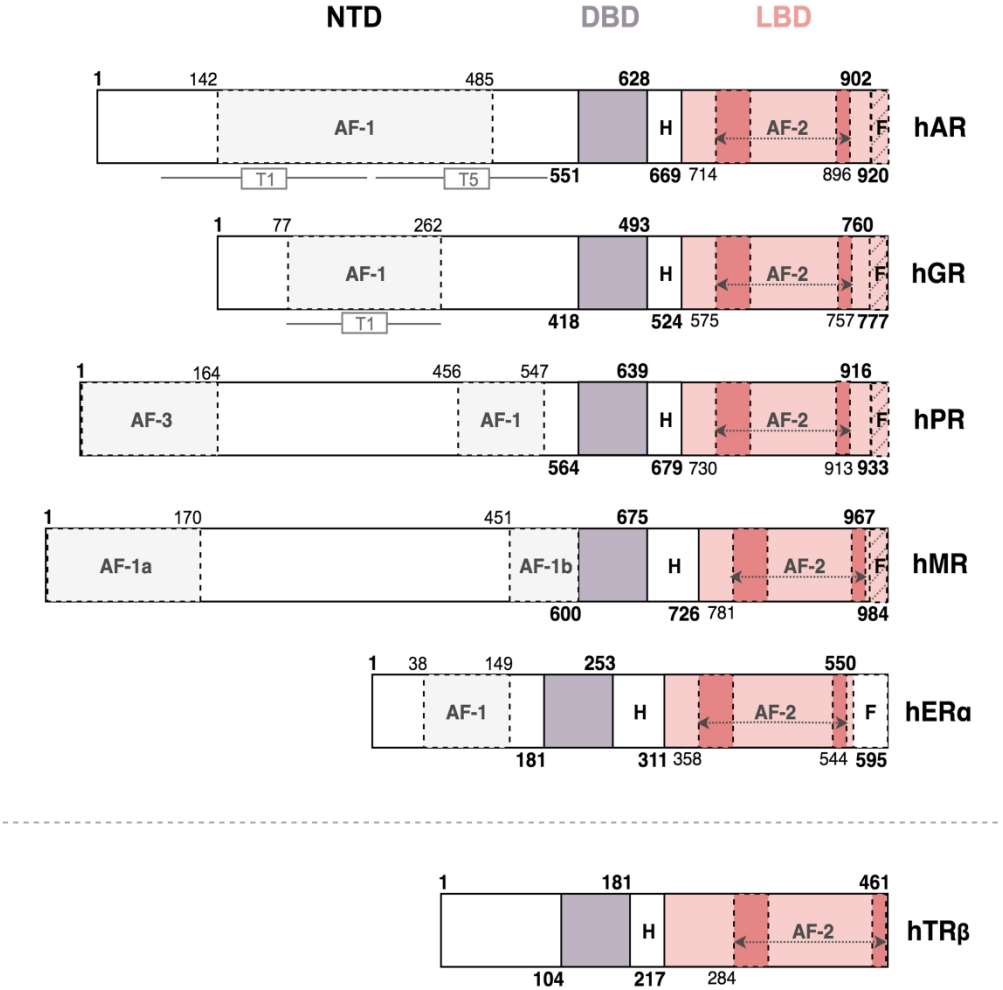 NTD DBD LBD
1 142 485 628 902
AF-1 H AF-2 F hAR
T1 T5 551 669 714 896 920
1 77 262 493 760
AF-1 H AF-2 F hGR
T1 418 524 575 757 777
1 164 456 547 639 916
AF-3 AF-1 H AF-2 F hPR
564 679 730 913 933
1 170 451 675 967
AF-1a AF-1b H AF-2 F hMR
600 726 781 984
1 38 149 253 550
AF-1 H AF-2 F hERα
181 311 358 544 595
1 181 461
H AF-2 hTRβ
104 217 284